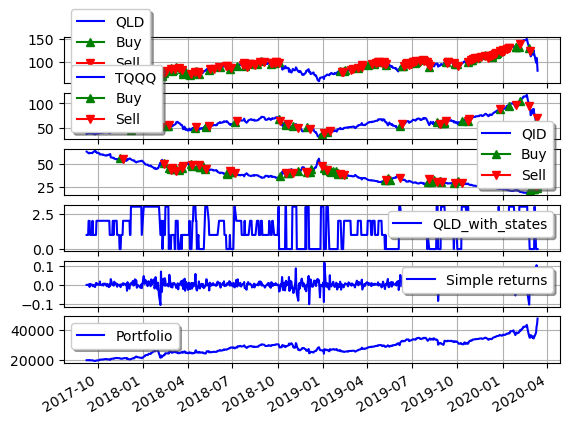 QLD
Buy
Sell
150
100
TQQQ
Buy
Sell
100
50
QID
Buy
Sell
50
25
QLD_with_states
2.5
0.0
Simple returns
0.1
0.0
−0.1
Portfolio
40000
20000
2017-10 2018-01 2018-04 2018-07 2018-10 2019-01 2019-04 2019-07 2019-10 2020-01 2020-04